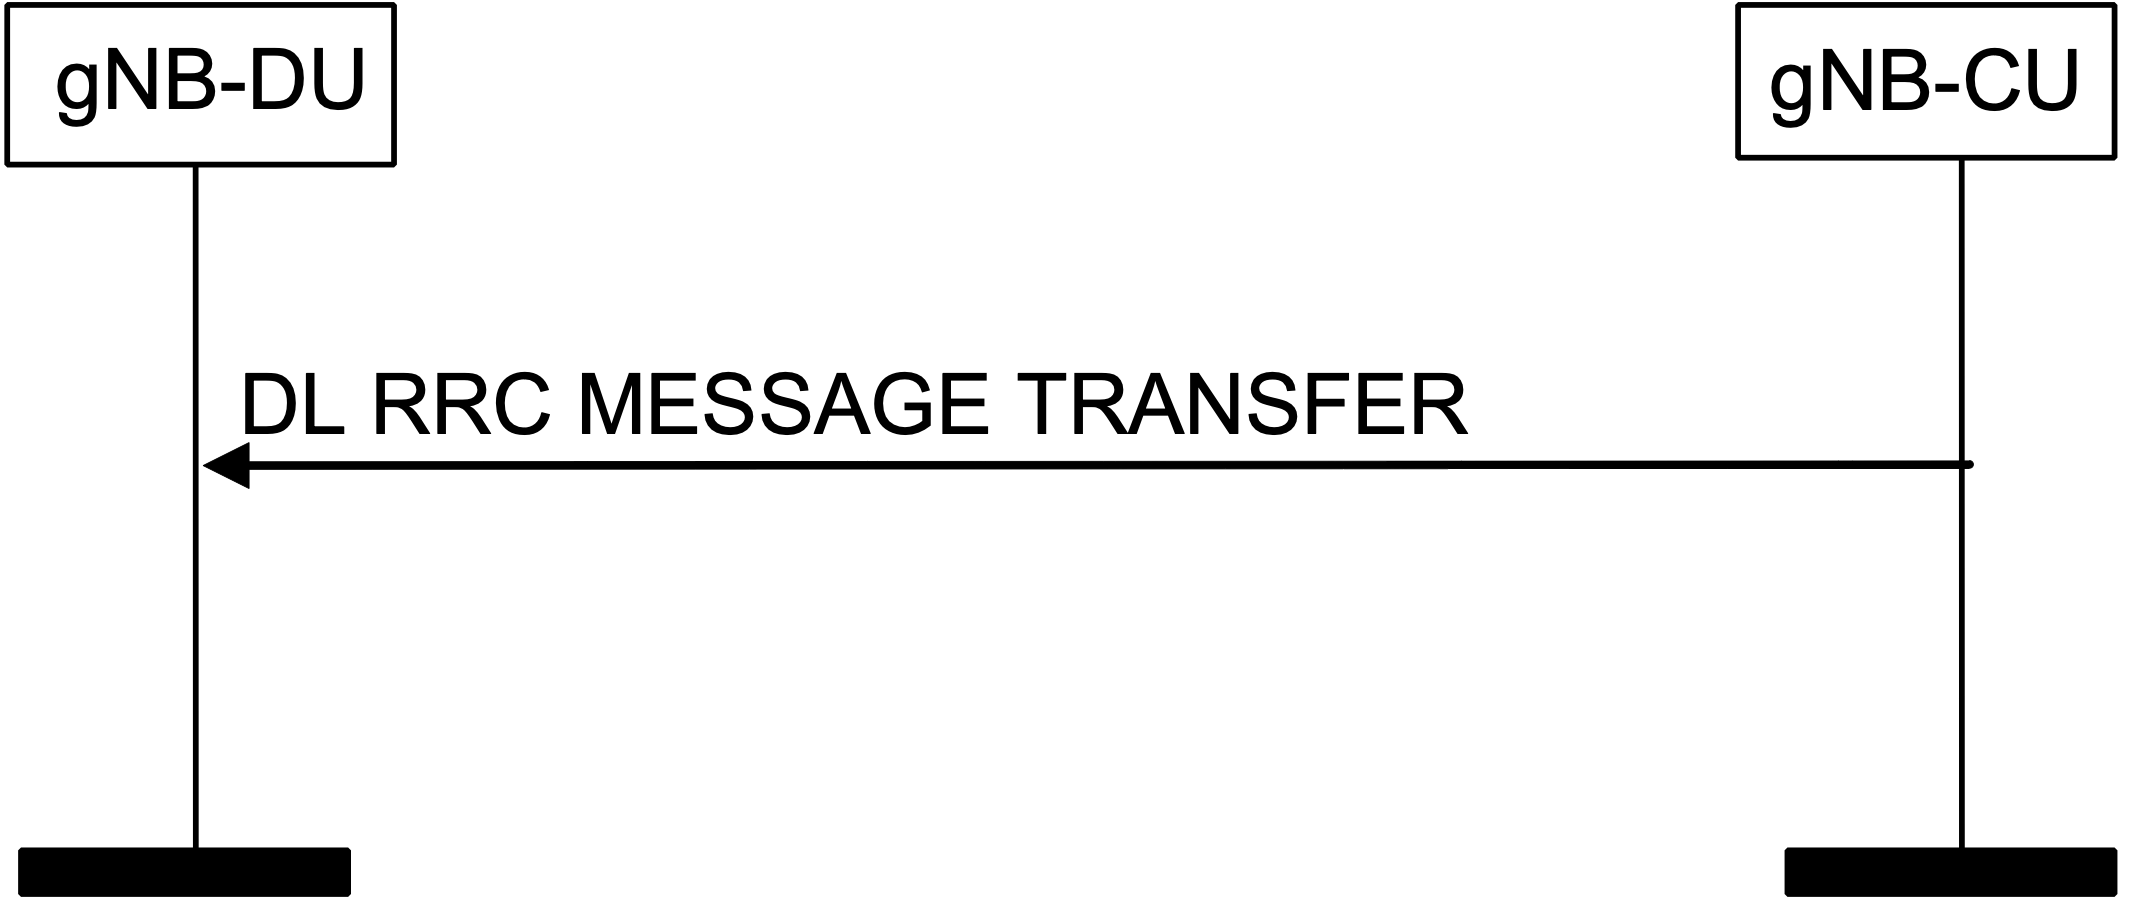 gNB-DU
gNB-CU
DL RRC MESSAGE TRANSFER